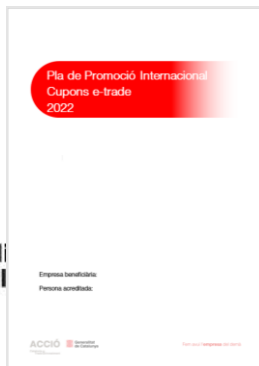 Pla de Promoció Internacional
Cupons e-trade
2022
Empresa beneficiària:
Persona acreditada:
ACCIÓ
Generalitat
de Catalunya